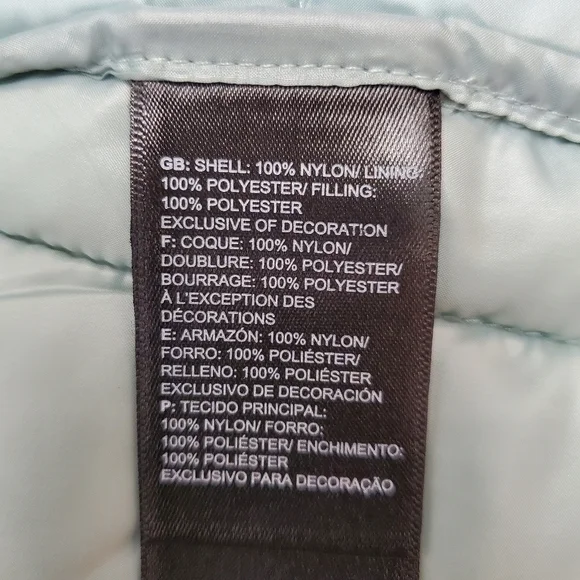 GB: SHELL: 100% NYLON/ LINING
100% POLYESTER/ FILLING:
100% POLYESTER
EXCLUSIVE OF DECORATION
F: COQUE: 100% NYLON/
DOUBLURE: 100% POLYESTER/
BOURRAGE: 100% POLYESTER
À L'EXCEPTION DES
DÉCORATIONS
E: ARMAZÓN: 100% NYLON/
FORRO: 100% POLIÉSTER/
RELLENO: 100% POLIÉSTER
EXCLUSIVO DE DECORACIÓN
P: TECIDO PRINCIPAL:
100% NYLON/ FORRO:
100% POLIÉSTER/ ENCHIMENTO:
100% POLIÉSTER
EXCLUSIVO PARA DECORAÇÃO